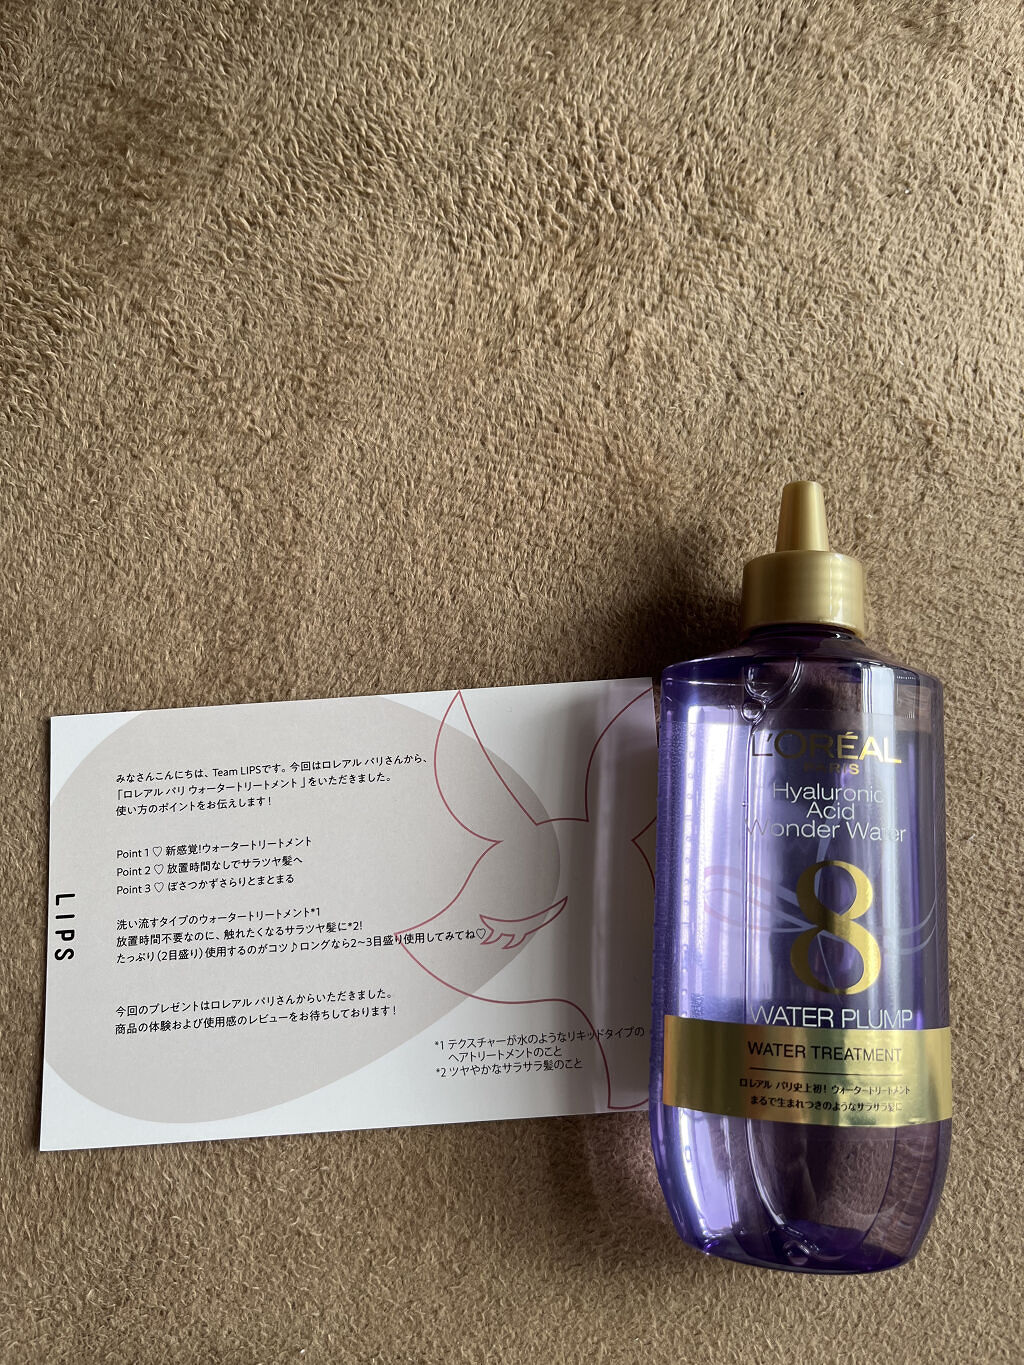 みなさんこんにちは、Team LIPSです。今回はロレアル パリさんから、
「ロレアル パリ ウォータートリートメント 」をいただきました。
使い方のポイントをお伝えします!
Point 1 ♡ 新感覚!ウォータートリートメント
Point 2 ♡ 放置時間なしでサラツヤ髪へ
Point 3 ♡ ぱさつかずさらりとまとまる
洗い流すタイプのウォータートリートメント*1
放置時間不要なのに、触れたくなるサラツヤ髪に*2!
たっぷり(2目盛り)使用するのがコツ♪ロングなら2~3目盛り使用してみてね♡
今回のプレゼントはロレアル パリさんからいただきました。
商品の体験および使用感のレビューをお待ちしております!
*1 テクスチャーが水のようなリキッドタイプの
ヘアトリートメントのこと
*2 ツヤやかなサラサラ髪のこと
LIPS
L'ORÉAL
PARIS
Hyaluronic
Acid
Wonder Water
8
WATER PLUMP
WATER TREATMENT
ロレアル パリ史上初! ウォータートリートメント
まるで生まれつきのようなサラサラ髪に